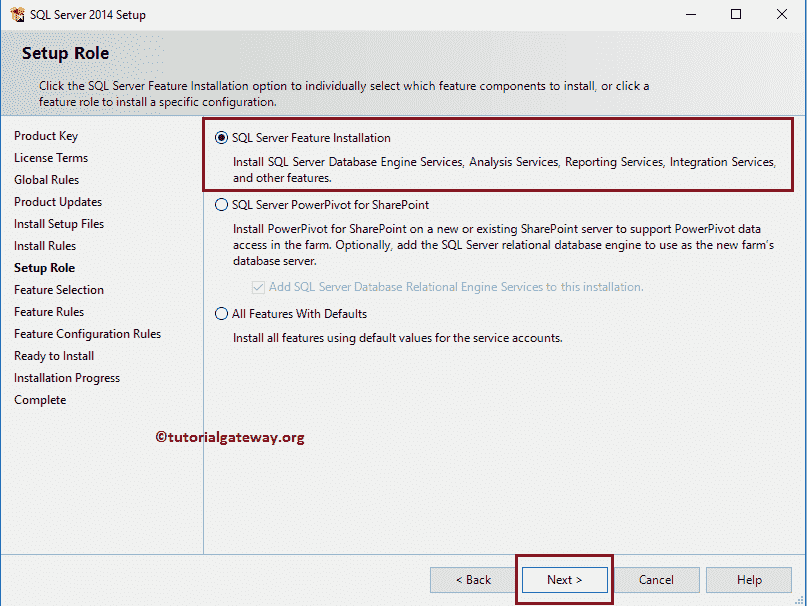 SQL Server 2014 Setup
Setup Role
Click the SQL Server Feature Installation option to individually select which feature components to install, or click a
feature role to install a specific configuration.
Product Key
License Terms
Global Rules
Product Updates
Install Setup Files
Install Rules
Setup Role
Feature Selection
Feature Rules
Feature Configuration Rules
Ready to Install
Installation Progress
Complete
SQL Server Feature Installation
Install SQL Server Database Engine Services, Analysis Services, Reporting Services, Integration Services,
and other features.
SQL Server PowerPivot for SharePoint
Install PowerPivot for SharePoint on a new or existing SharePoint server to support PowerPivot data
access in the farm. Optionally, add the SQL Server relational database engine to use as the new farm's
database server.
Add SQL Server Database Relational Engine Services to this installation.
All Features With Defaults
Install all features using default values for the service accounts.
©tutorialgateway.org
< Back
Next >
Cancel
Help